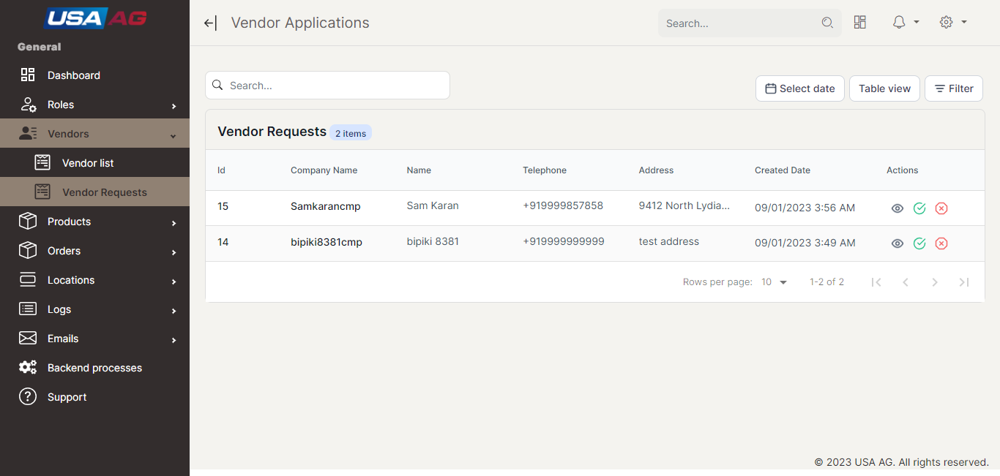 USA AG
General
Dashboard
Roles
Vendors
Vendor list
Vendor Requests
Products
Orders
Locations
Logs
Emails
Backend processes
Support
Vendor Applications
Search...
Search...
Select date
Table view
Filter
Vendor Requests 2 items
Id Company Name Name Telephone Address Created Date Actions
15 Samkarancmp Sam Karan +919999857858 9412 North Lydia... 09/01/2023 3:56 AM
14 bipiki8381cmp bipiki 8381 +919999999999 test address 09/01/2023 3:49 AM
Rows per page: 10 1-2 of 2
© 2023 USA AG. All rights reserved.